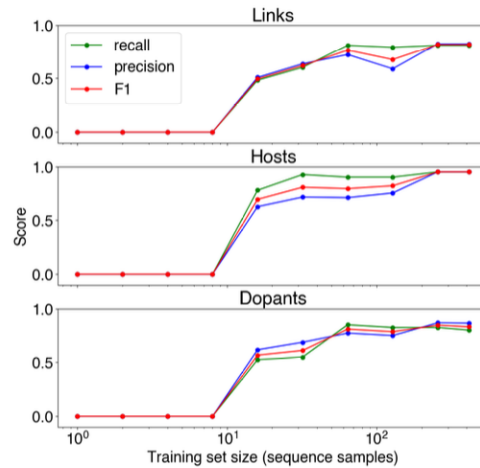 Links
1.0
recall
precision
F1
0.5
0.0
Hosts
1.0
0.5
0.0
Score
Dopants
1.0
0.5
0.0
10⁰
10¹
10²
Training set size (sequence samples)